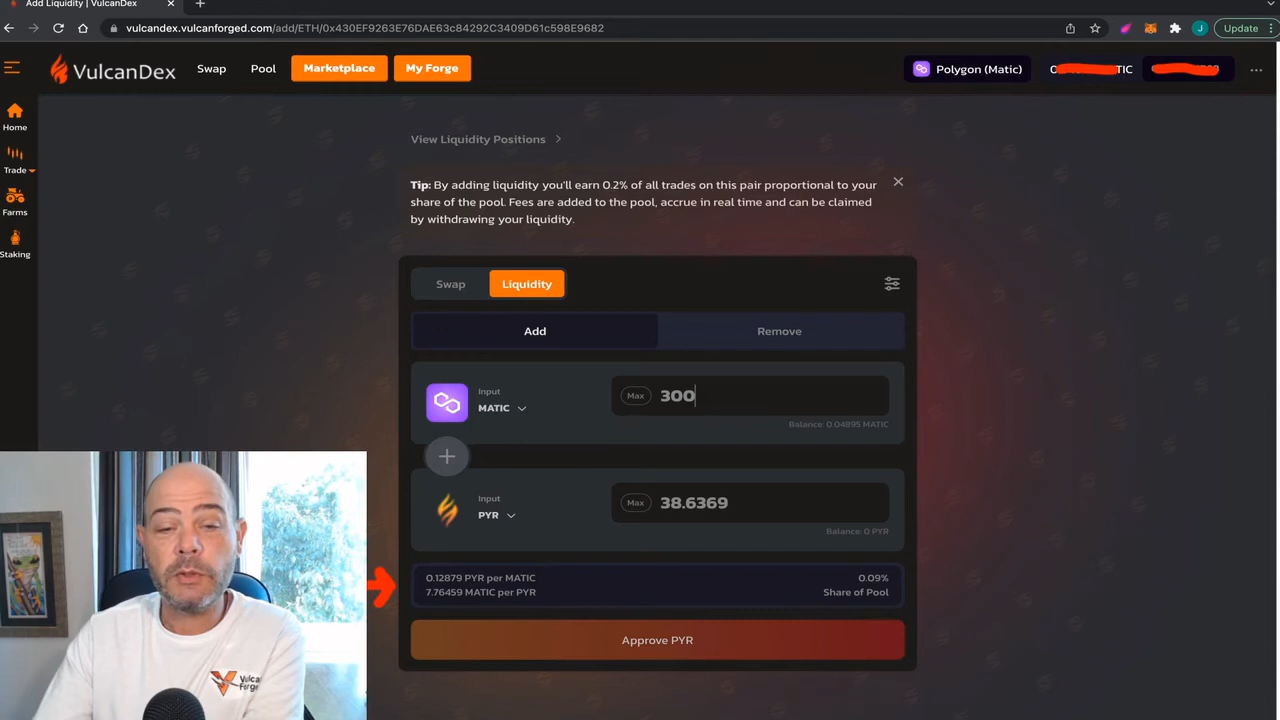 Add Liquidity | VulcanDex
vulcandex.vulcanforged.com/add/ETH/0x430EF9263E76DAE63c84292C3409D61c598E9682
J
Update
VulcanDex
Swap
Pool
Marketplace
My Forge
Polygon (Matic)
TIC
Home
Trade
Farms
Staking
View Liquidity Positions
Tip: By adding liquidity you'll earn 0.2% of all trades on this pair proportional to your
share of the pool. Fees are added to the pool, accrue in real time and can be claimed
by withdrawing your liquidity.
Swap
Liquidity
Add
Remove
Input
MATIC
Max
300
Balance: 0.04895 MATIC
Input
PYR
Max
38.6369
Balance: 0 PYR
0.12879 PYR per MATIC
0.09%
7.76459 MATIC per PYR
Share of Pool
Approve PYR